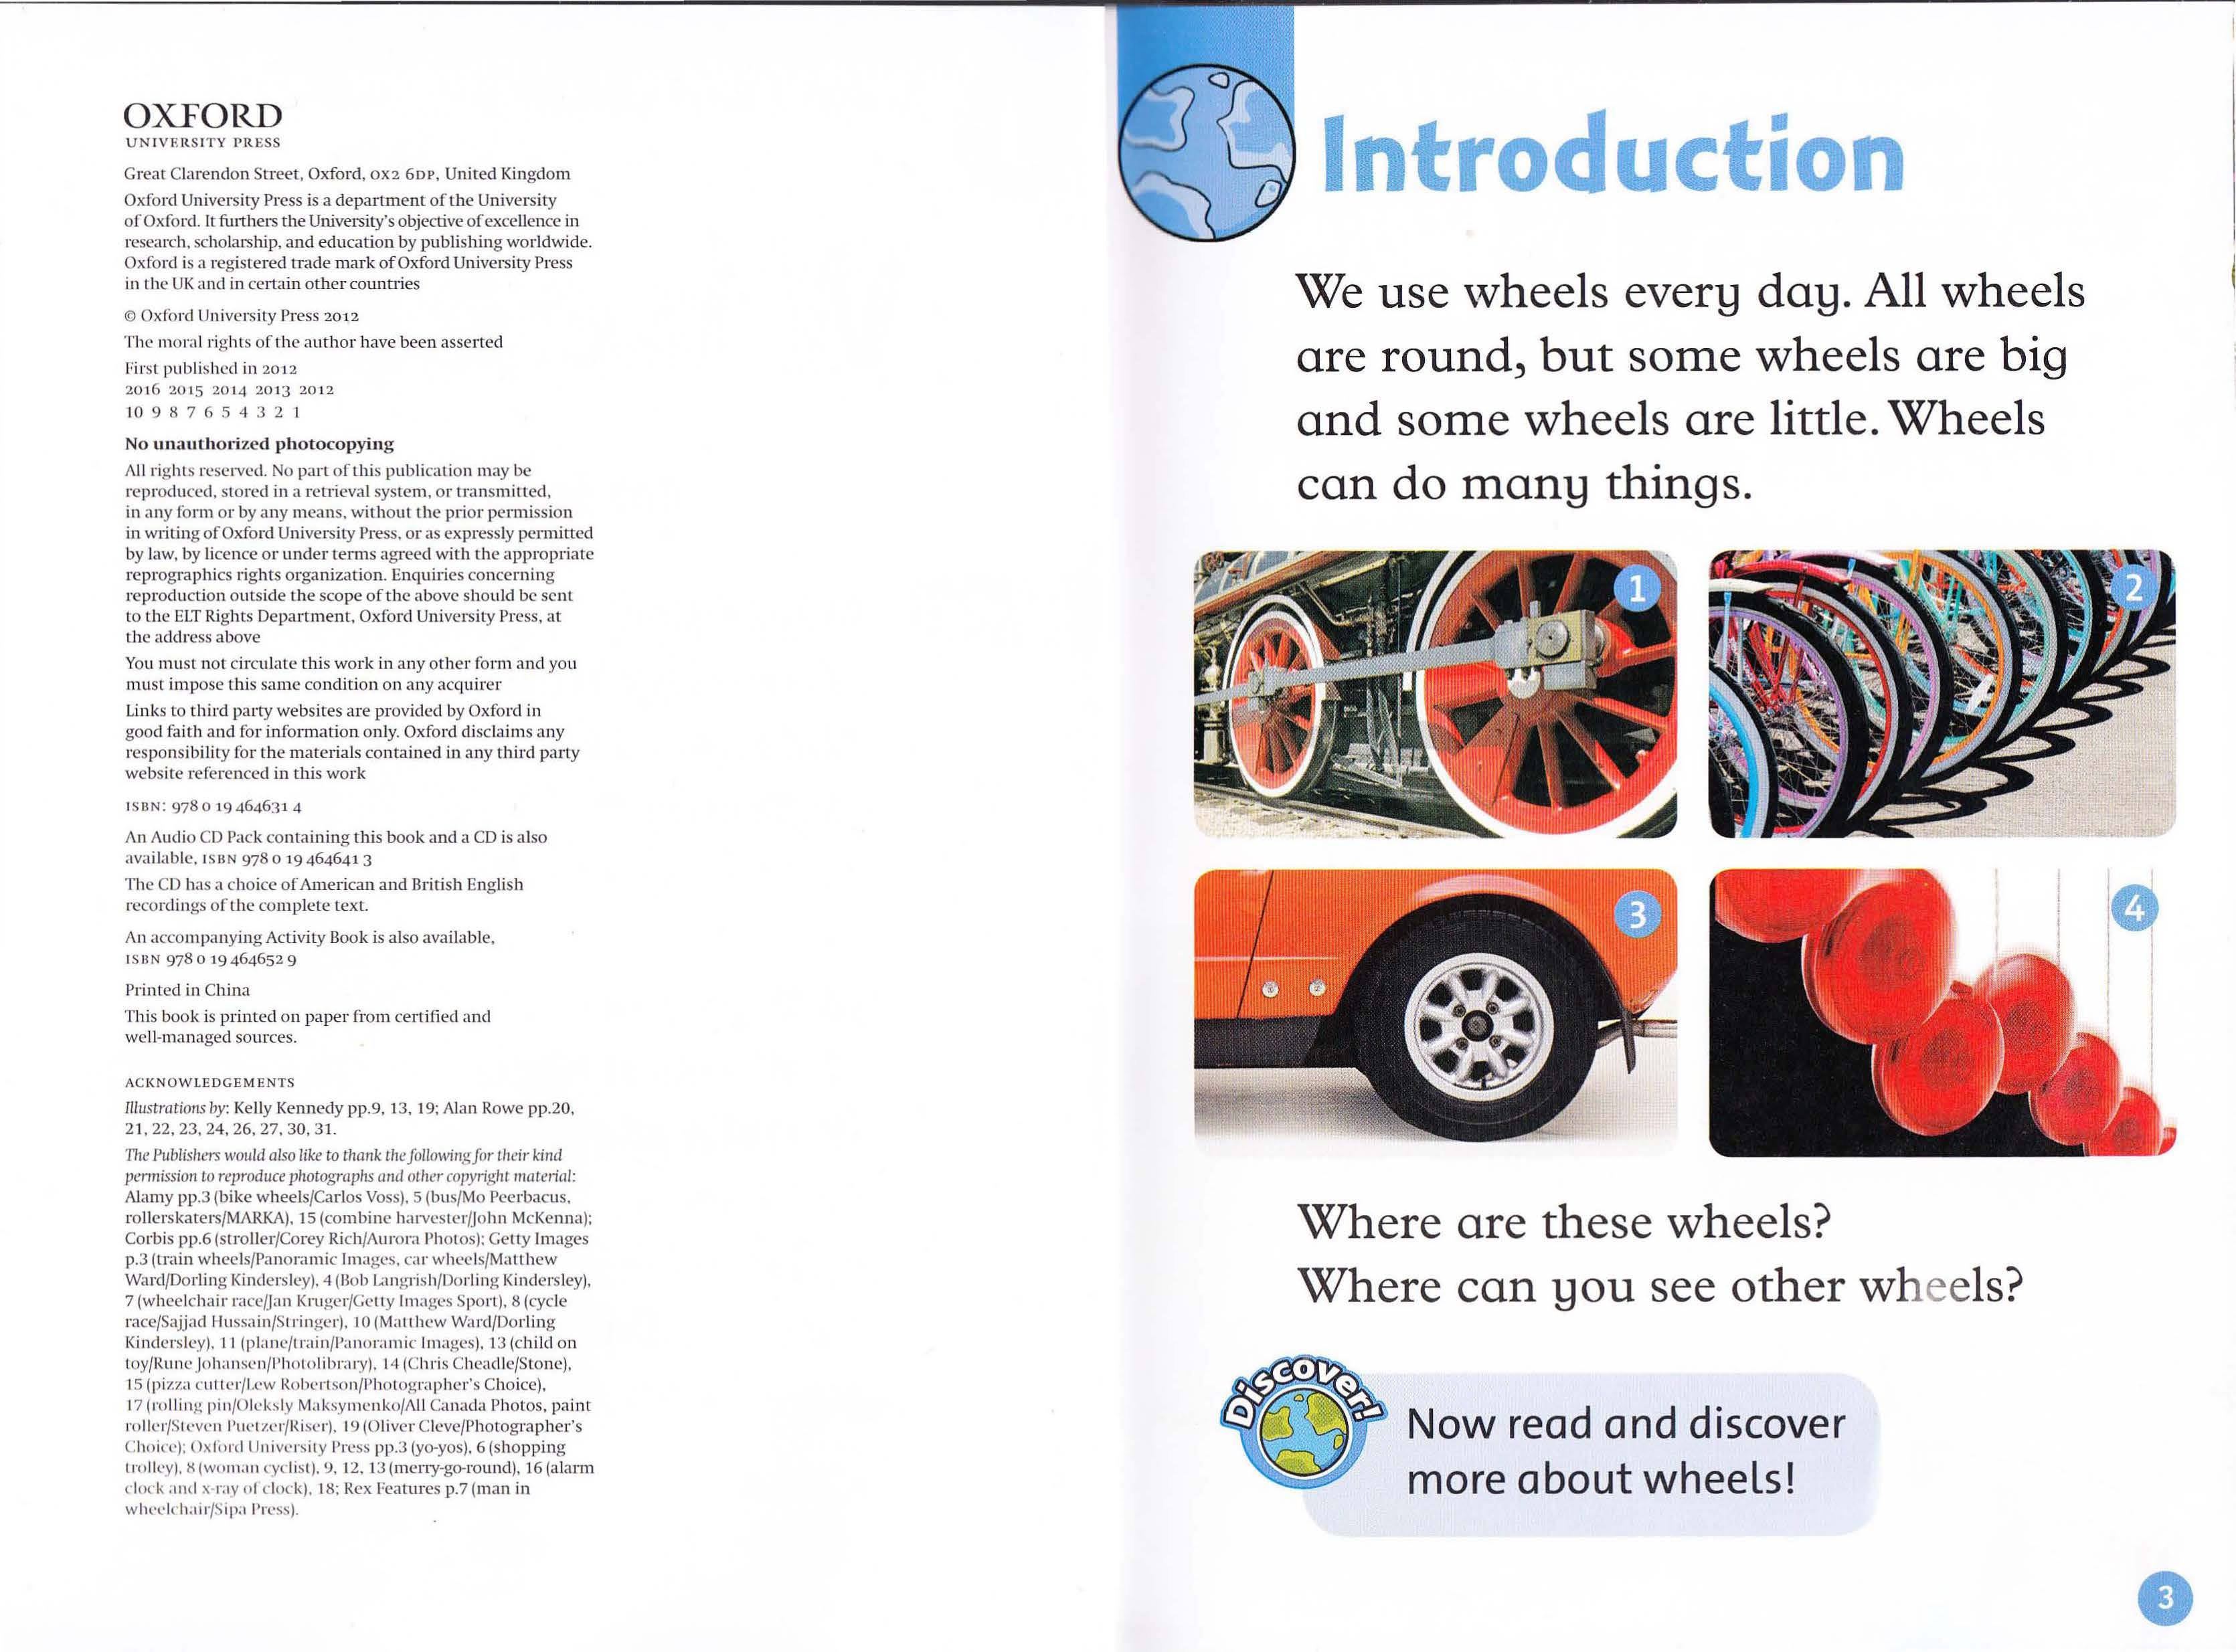 OXFORD
UNIVERSITY PRESS
Great Clarendon Street, Oxford, OX2 6DP, United Kingdom
Oxford University Press is a department of the University
of Oxford. It furthers the University's objective of excellence in
research, scholarship, and education by publishing worldwide.
Oxford is a registered trade mark of Oxford University Press
in the UK and in certain other countries
© Oxford University Press 2012
The moral rights of the author have been asserted
First published in 2012
2016 2015 2014 2013 2012
10 9 8 7 6 5 4 3 2 1
No unauthorized photocopying
All rights reserved. No part of this publication may be
reproduced, stored in a retrieval system, or transmitted,
in any form or by any means, without the prior permission
in writing of Oxford University Press, or as expressly permitted
by law, by licence or under terms agreed with the appropriate
reprographics rights organization. Enquiries concerning
reproduction outside the scope of the above should be sent
to the ELT Rights Department, Oxford University Press, at
the address above
You must not circulate this work in any other form and you
must impose this same condition on any acquirer
Links to third party websites are provided by Oxford in
good faith and for information only. Oxford disclaims any
responsibility for the materials contained in any third party
website referenced in this work
ISBN: 978 0 19 464631 4
An Audio CD Pack containing this book and a CD is also
available, ISBN 978 0 19 464641 3
The CD has a choice of American and British English
recordings of the complete text.
An accompanying Activity Book is also available,
ISBN 978 0 19 464652 9
Printed in China
This book is printed on paper from certified and
well-managed sources.
ACKNOWLEDGEMENTS
Illustrations by: Kelly Kennedy pp.9, 13, 19; Alan Rowe pp.20,
21, 22, 23, 24, 26, 27, 30, 31.
The Publishers would also like to thank the following for their kind
permission to reproduce photographs and other copyright material:
Alamy pp.3 (bike wheels/Carlos Voss), 5 (bus/Mo Peerbacus,
rollerskaters/MARKA), 15 (combine harvester/John McKenna);
Corbis pp.6 (stroller/Corey Rich/Aurora Photos); Getty Images
p.3 (train wheels/Panoramic Images, car wheels/Matthew
Ward/Dorling Kindersley), 4 (Bob Langrish/Dorling Kindersley),
7 (wheelchair race/Jan Kruger/Getty Images Sport), 8 (cycle
race/Sajjad Hussain/Stringer), 10 (Matthew Ward/Dorling
Kindersley), 11 (plane/train/Panoramic Images), 13 (child on
toy/Rune Johansen/Photolibrary), 14 (Chris Cheadle/Stone),
15 (pizza cutter/Lew Robertson/Photographer's Choice),
17 (rolling pin/Oleksly Maksymenko/All Canada Photos, paint
roller/Steven Puetzer/Riser), 19 (Oliver Cleve/Photographer's
Choice); Oxford University Press pp.3 (yo-yos), 6 (shopping
trolley), 8 (woman cyclist), 9, 12, 13 (merry-go-round), 16 (alarm
clock and x-ray of clock), 18; Rex Features p.7 (man in
wheelchair/Sipa Press).
Introduction
We use wheels every day. All wheels
are round, but some wheels are big
and some wheels are little. Wheels
can do many things.
1
2
3
4
Where are these wheels?
Where can you see other wheels?
Discover!
Now read and discover
more about wheels!
3